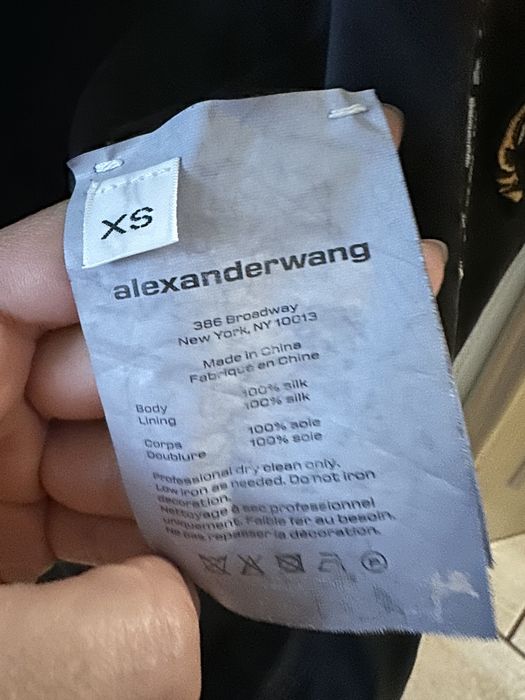 XS
alexanderwang
386 Broadway
New York, NY 10013
Made in China
Fabriqué en Chine
Body 100% silk
Lining 100% silk
Corps 100% soie
Doublure 100% soie
Professional dry clean only.
Low iron as needed. Do not iron
decoration.
Nettoyage à sec professionnel
uniquement. Faible fer au besoin.
Ne pas repasser la décoration.
P